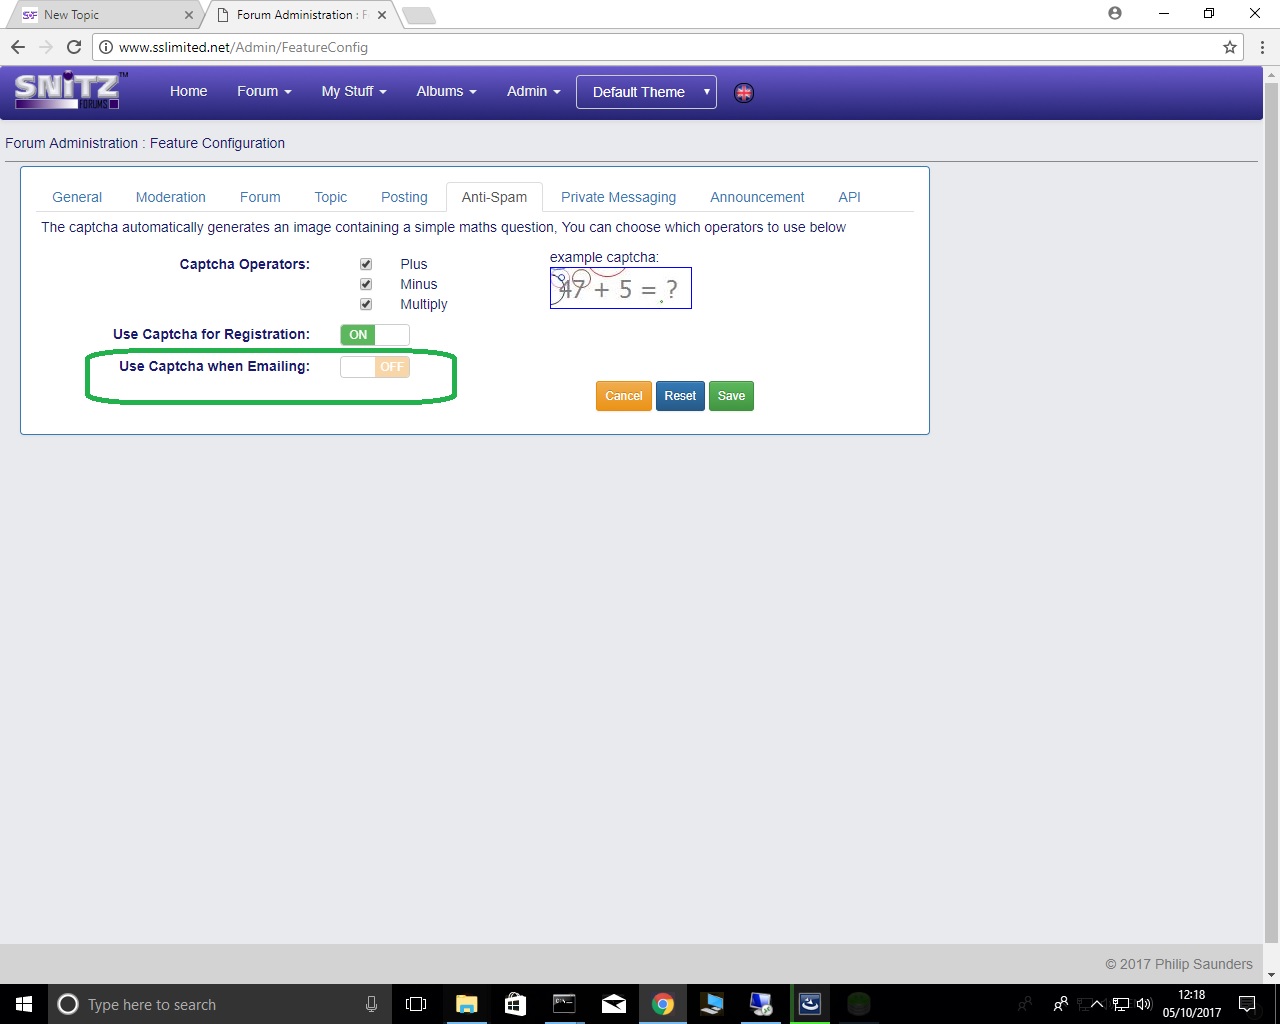 New Topic
Forum Administration : F
www.sslimited.net/Admin/FeatureConfig
SNiTZ™
FORUMS
Home Forum My Stuff Albums Admin Default Theme
Forum Administration : Feature Configuration
General Moderation Forum Topic Posting Anti-Spam Private Messaging Announcement API
The captcha automatically generates an image containing a simple maths question, You can choose which operators to use below
Captcha Operators: Plus
Minus
Multiply
example captcha:
47 + 5 = ?
Use Captcha for Registration: ON
Use Captcha when Emailing: OFF
Cancel Reset Save
© 2017 Philip Saunders
Type here to search
12:18
05/10/2017